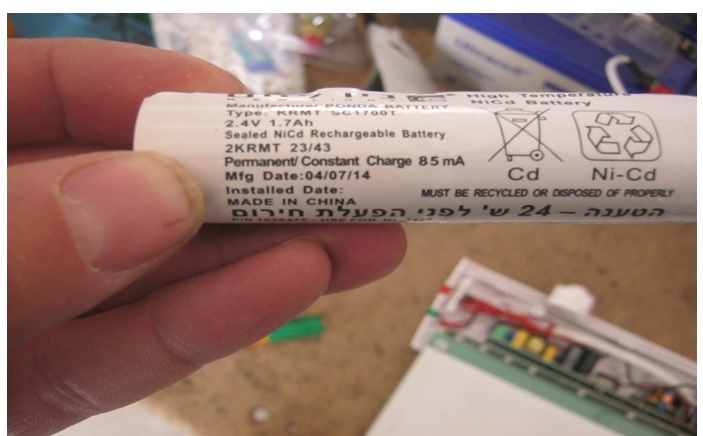 High Temperature
NiCd Battery
Manufacturer RONDA BATTERY
Type: KRMT SC1700T
2.4V 1.7Ah
Sealed NiCd Rechargeable Battery
2KRMT 23/43
Permanent/Constant Charge 85 mA
Mfg Date:04/07/14
Installed Date:
MADE IN CHINA
Cd
Ni-Cd
MUST BE RECYCLED OR DISPOSED OF PROPERLY
הטענה – 24 ש' לפני הפעלת חירום